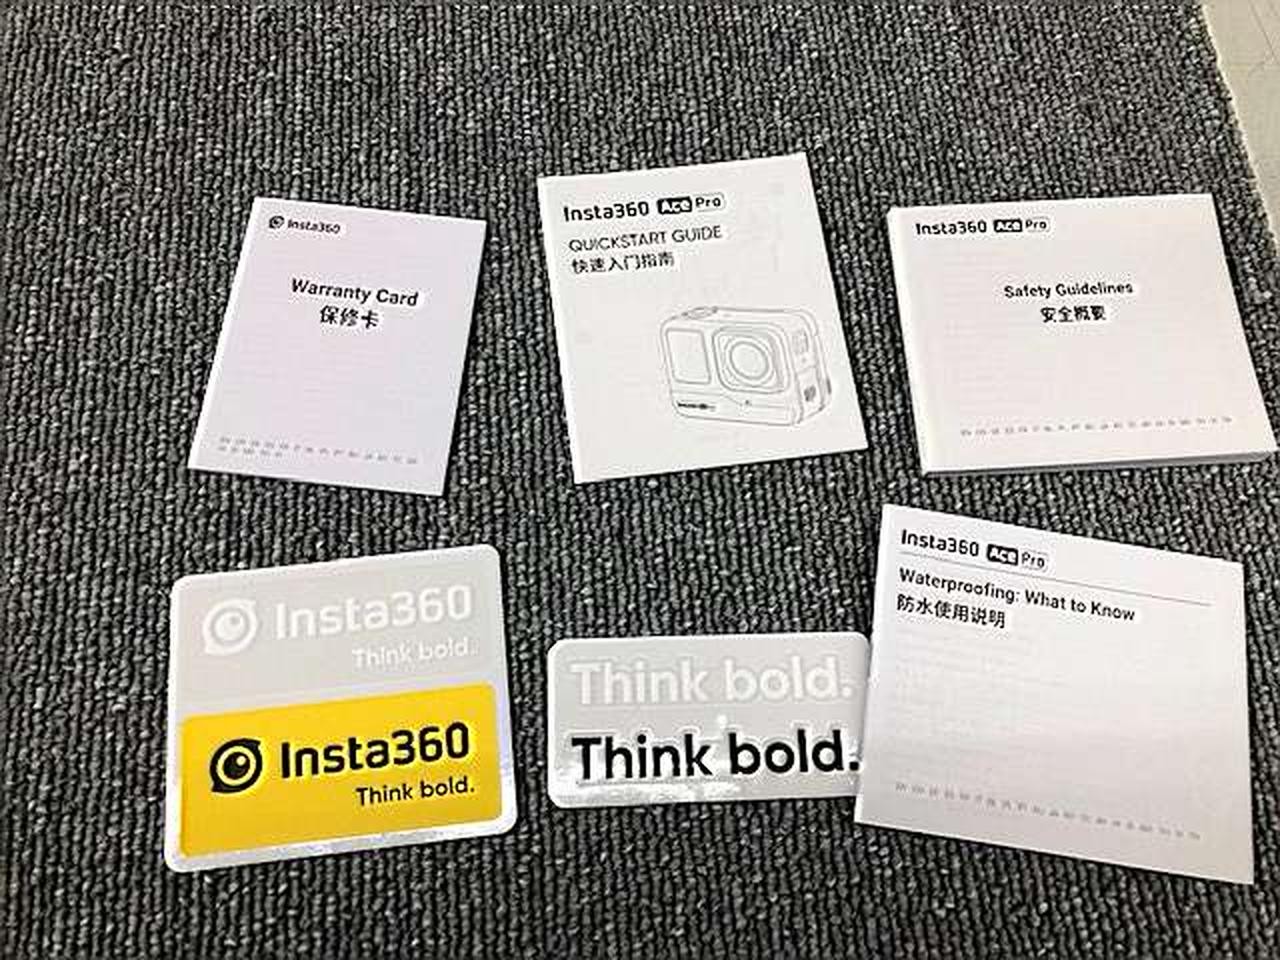 Insta360
Warranty Card
保修卡
Insta360 Ace Pro
QUICKSTART GUIDE
快速入门指南
Insta360 Ace Pro
Safety Guidelines
安全概要
Insta360
Think bold.
Insta360
Think bold.
Think bold.
Think bold.
Insta360 Ace Pro
Waterproofing: What to Know
防水使用说明